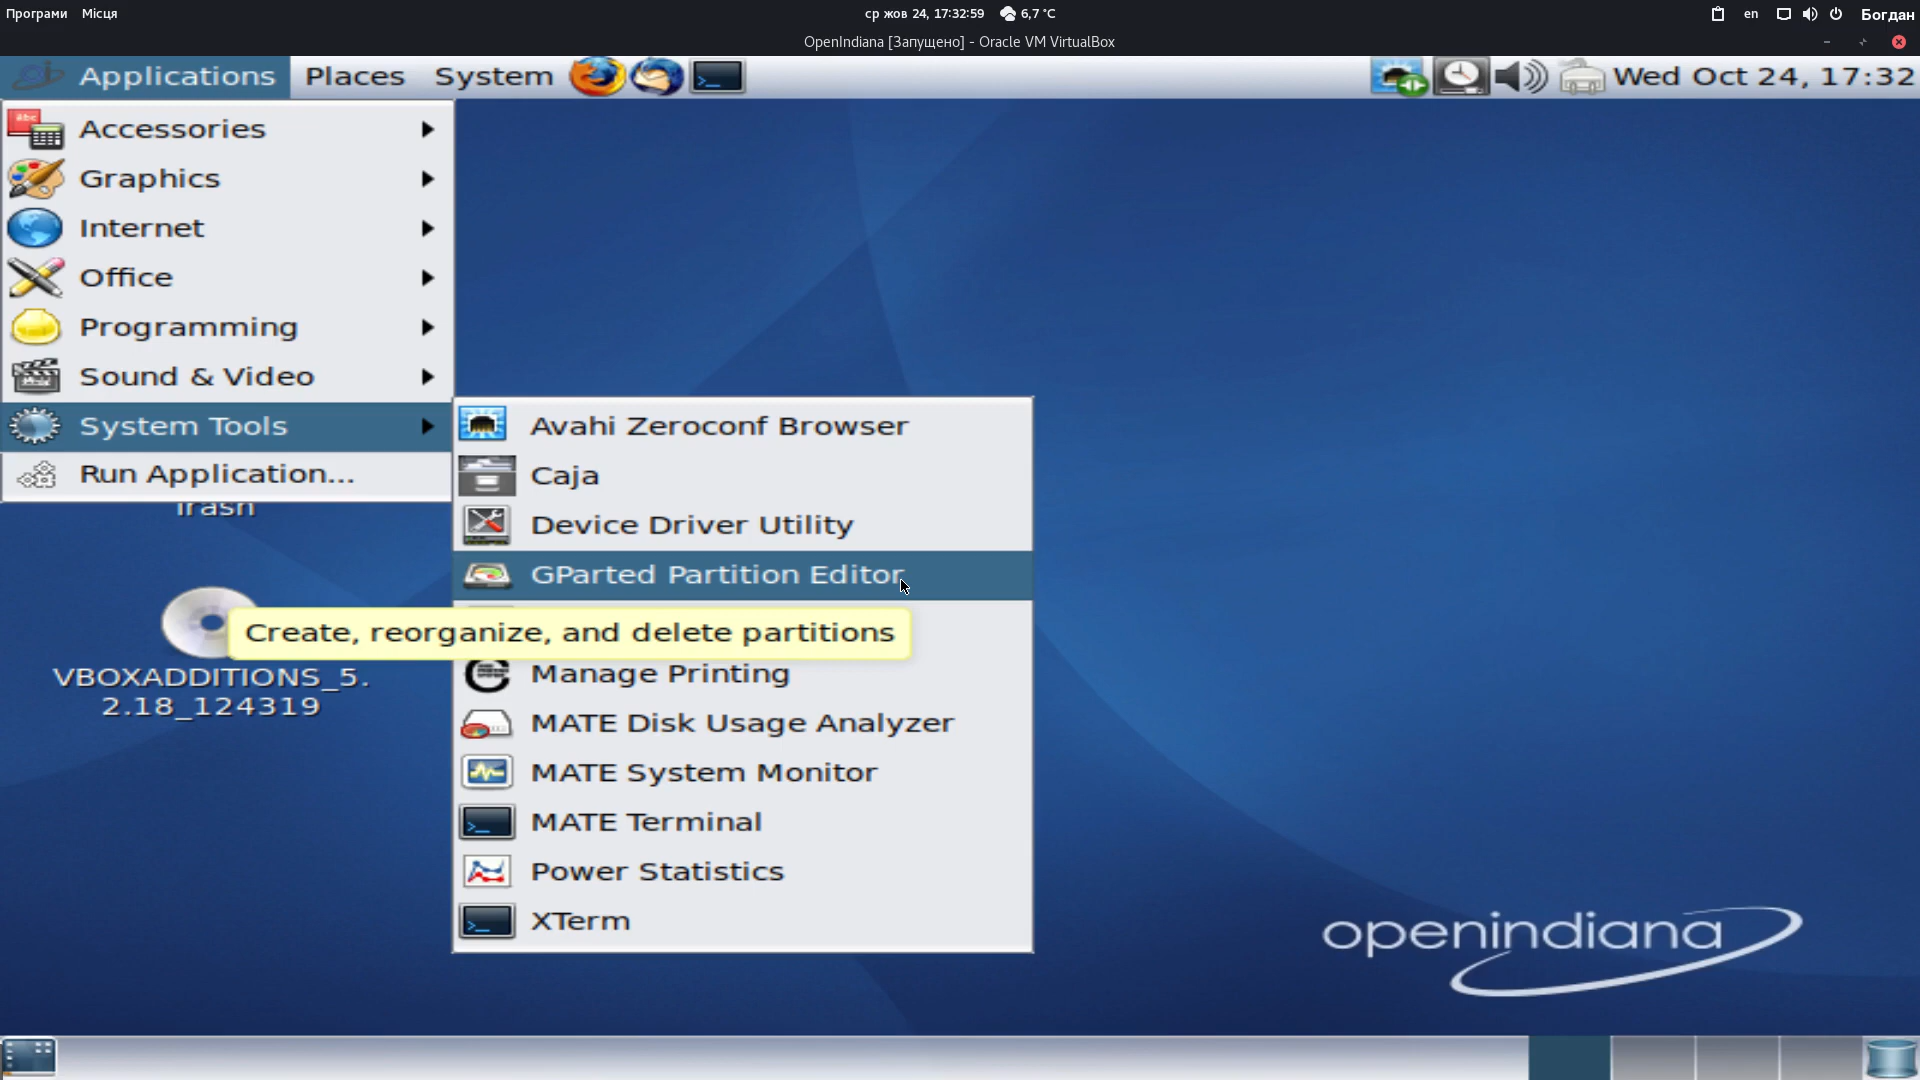 Програми Місця ср жов 24, 17:32:59 6,7 °C en Богдан
OpenIndiana [Запущено] - Oracle VM VirtualBox
Applications Places System Wed Oct 24, 17:32
Accessories
Graphics
Internet
Office
Programming
Sound & Video
System Tools
Run Application...
Trash
VBOXADDITIONS_5.
2.18_124319
Avahi Zeroconf Browser
Caja
Device Driver Utility
GParted Partition Editor
Create, reorganize, and delete partitions
Manage Printing
MATE Disk Usage Analyzer
MATE System Monitor
MATE Terminal
Power Statistics
XTerm
openindiana